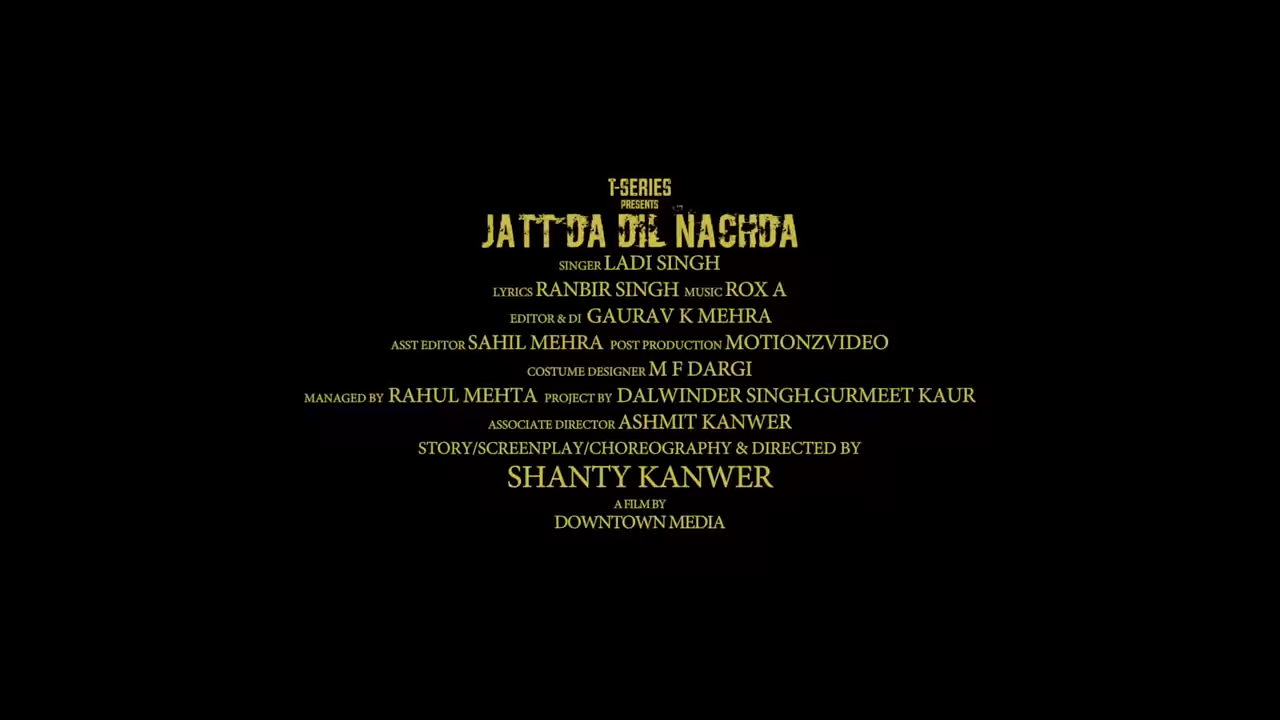 T-SERIES
PRESENTS
JATT DA DIL NACHDA
SINGER LADI SINGH
LYRICS RANBIR SINGH MUSIC ROX A
EDITOR & DI GAURAV K MEHRA
ASST EDITOR SAHIL MEHRA POST PRODUCTION MOTIONZVIDEO
COSTUME DESIGNER M F DARGI
MANAGED BY RAHUL MEHTA PROJECT BY DALWINDER SINGH.GURMEET KAUR
ASSOCIATE DIRECTOR ASHMIT KANWER
STORY/SCREENPLAY/CHOREOGRAPHY & DIRECTED BY
SHANTY KANWER
A FILM BY
DOWNTOWN MEDIA